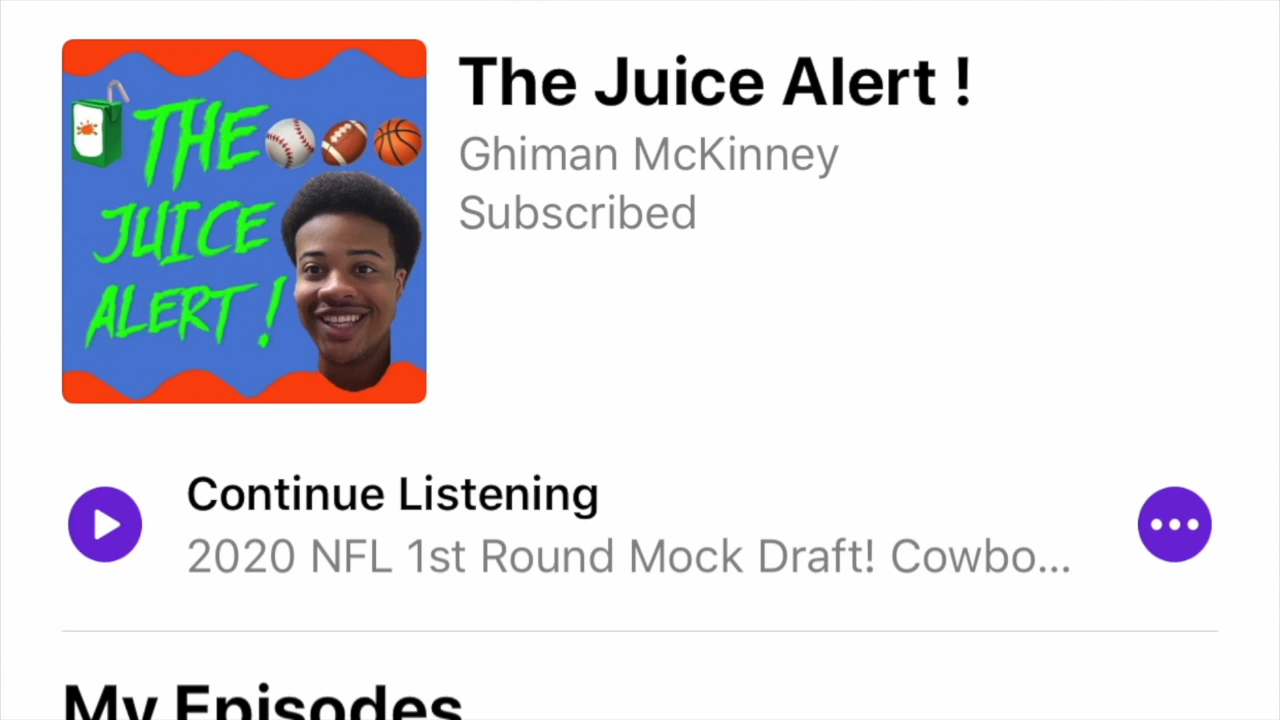 THE
JUICE
ALERT !
The Juice Alert !
Ghiman McKinney
Subscribed
Continue Listening
2020 NFL 1st Round Mock Draft! Cowbo...
My Episodes